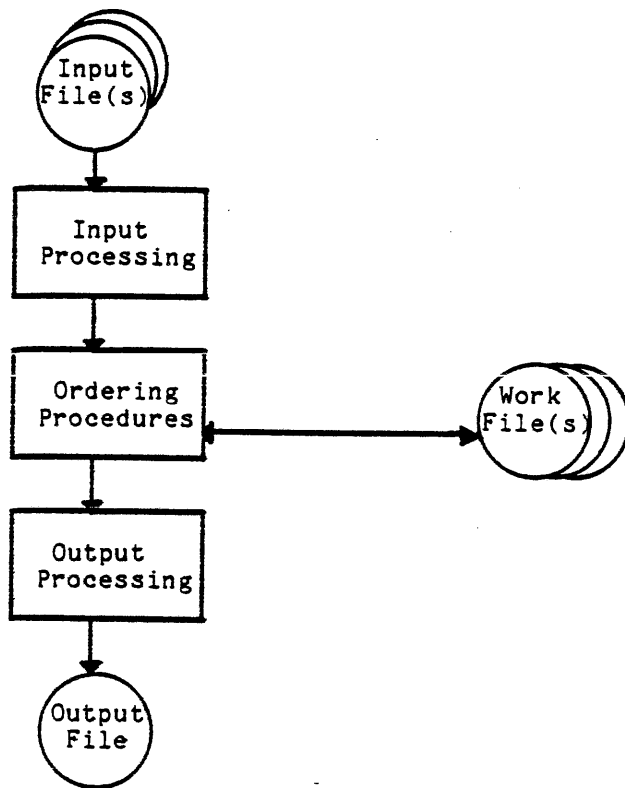 Input
File(s)
Input
Processing
Ordering
Procedures
Work
File(s)
Output
Processing
Output
File